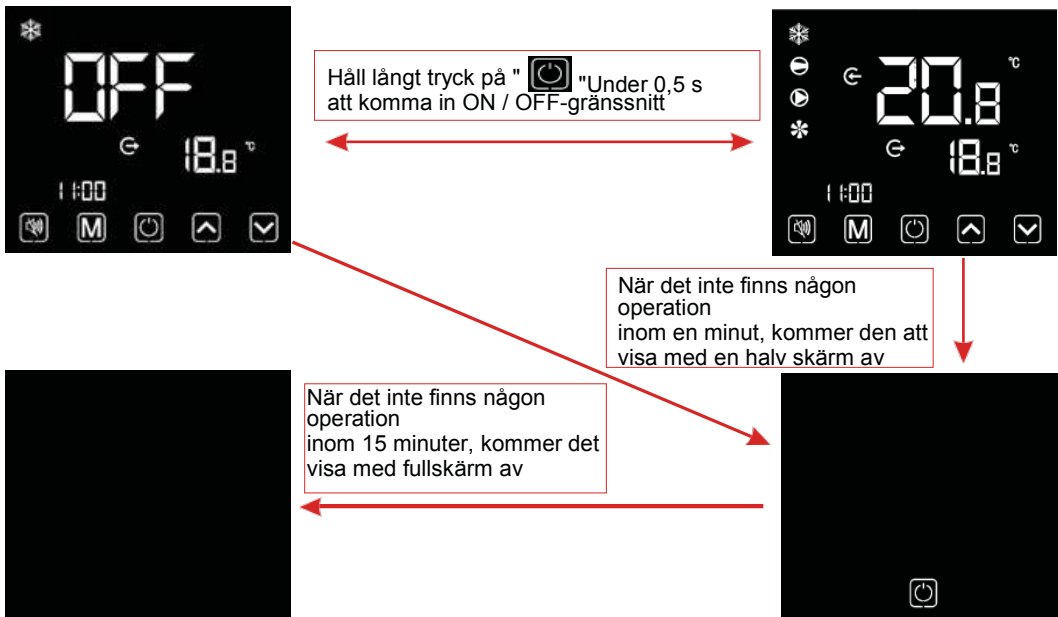 OFF
18.8 °C
11:00
M
Håll långt tryck på " "Under 0,5 s
att komma in ON / OFF-gränssnitt
20.8 °C
18.8 °C
11:00
M
När det inte finns någon
operation
inom en minut, kommer den att
visa med en halv skärm av
När det inte finns någon
operation
inom 15 minuter, kommer det
visa med fullskärm av